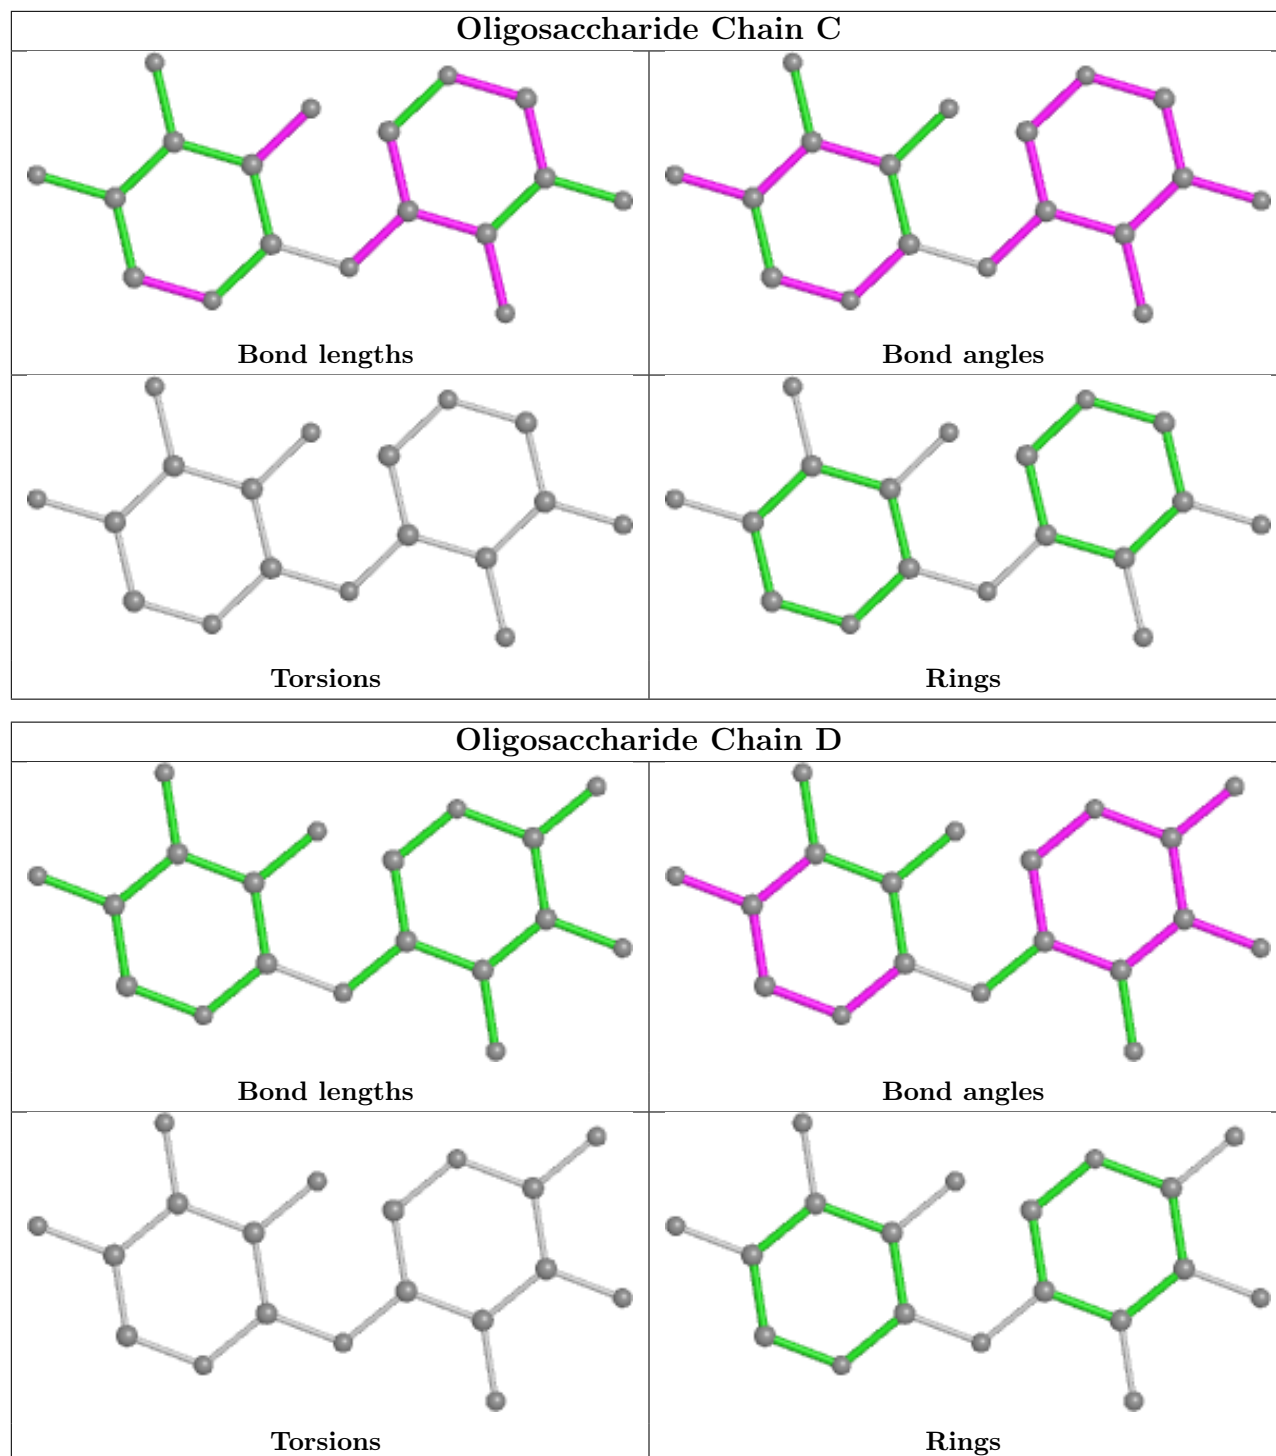 Oligosaccharide Chain C
Bond lengths
Bond angles
Torsions
Rings
Oligosaccharide Chain D
Bond lengths
Bond angles
Torsions
Rings